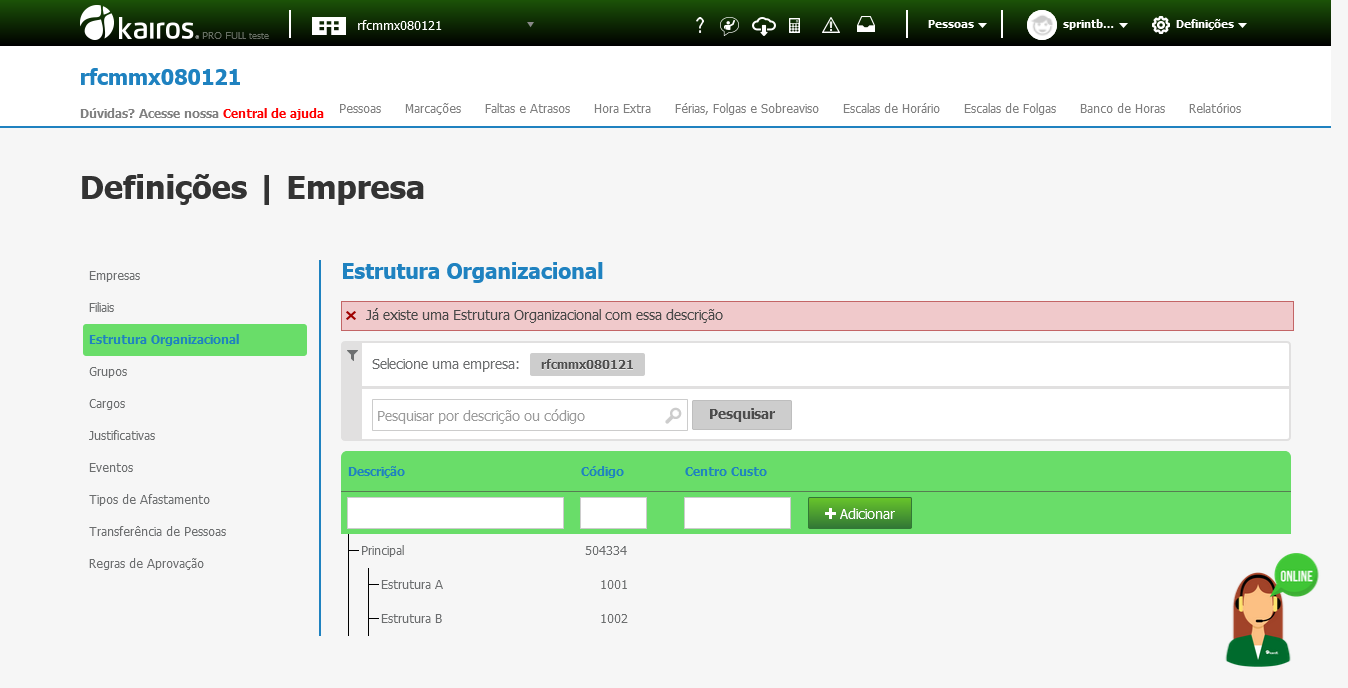 kairos. PRO FULL teste
rfcmmx080121
?
Pessoas
sprintb...
Definições
rfcmmx080121
Dúvidas? Acesse nossa Central de ajuda
Pessoas Marcações Faltas e Atrasos Hora Extra Férias, Folgas e Sobreaviso Escalas de Horário Escalas de Folgas Banco de Horas Relatórios
Definições | Empresa
Empresas
Filiais
Estrutura Organizacional
Grupos
Cargos
Justificativas
Eventos
Tipos de Afastamento
Transferência de Pessoas
Regras de Aprovação
Estrutura Organizacional
Já existe uma Estrutura Organizacional com essa descrição
Selecione uma empresa: rfcmmx080121
Pesquisar por descrição ou código Pesquisar
Descrição Código Centro Custo
+ Adicionar
Principal 504334
Estrutura A 1001
Estrutura B 1002
ONLINE